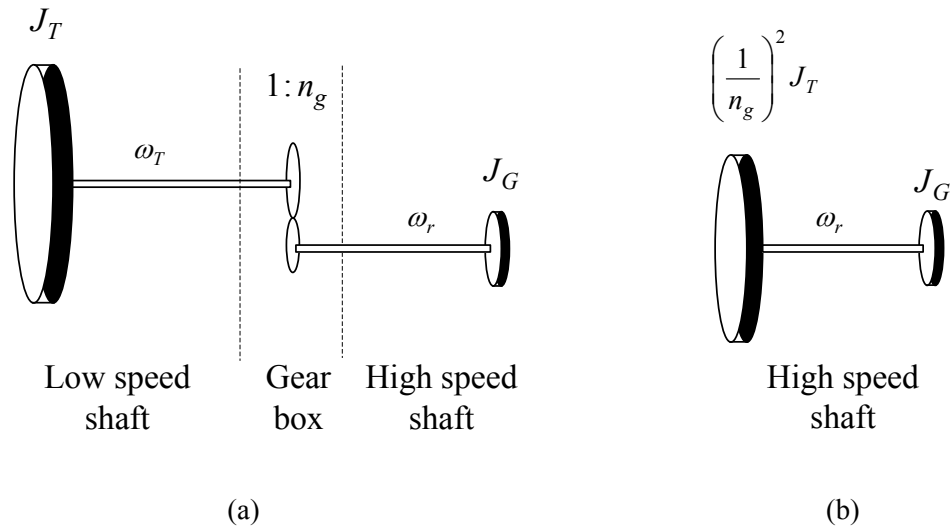 J_T
1:n_g
ω_T
J_G
ω_r
Low speed
shaft
Gear
box
High speed
shaft
(a)
(1/n_g)^2 J_T
J_G
ω_r
High speed
shaft
(b)